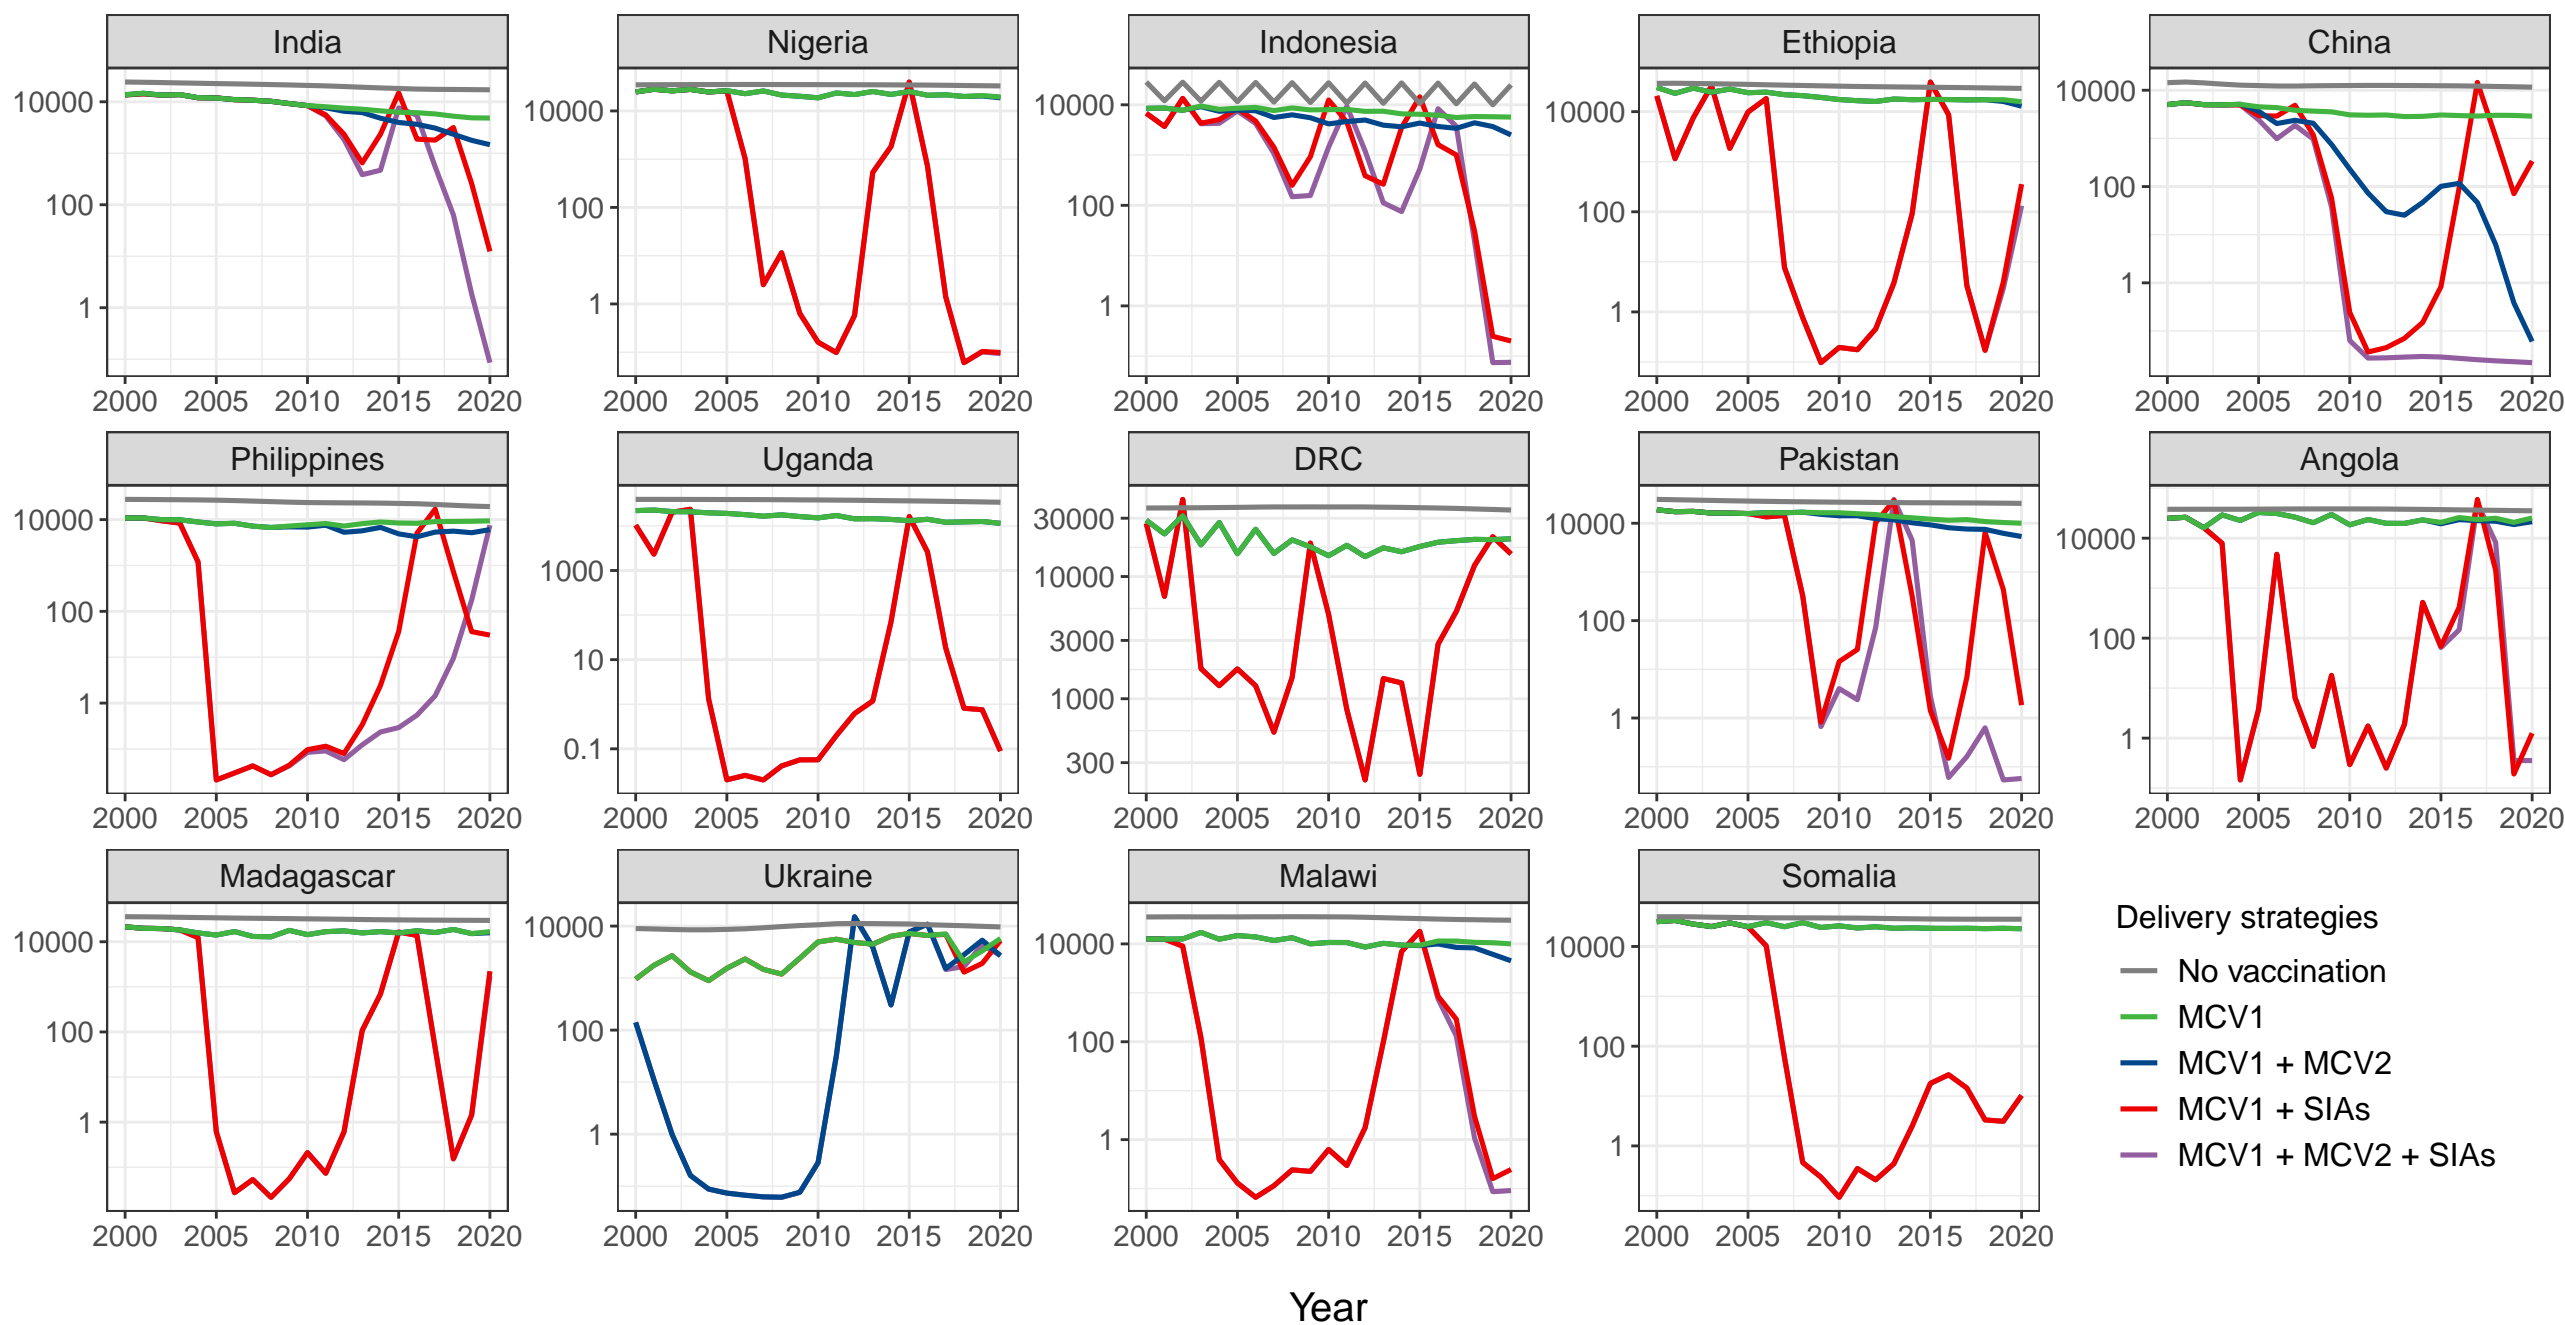 India
Nigeria
Indonesia
Ethiopia
China
10000
100
1
2000 2005 2010 2015 2020
10000
100
1
2000 2005 2010 2015 2020
10000
100
1
2000 2005 2010 2015 2020
10000
100
1
2000 2005 2010 2015 2020
10000
100
1
2000 2005 2010 2015 2020
Philippines
Uganda
DRC
Pakistan
Angola
10000
100
1
2000 2005 2010 2015 2020
1000
10
0.1
2000 2005 2010 2015 2020
30000
10000
3000
1000
300
2000 2005 2010 2015 2020
10000
100
1
2000 2005 2010 2015 2020
10000
100
1
2000 2005 2010 2015 2020
Madagascar
Ukraine
Malawi
Somalia
10000
100
1
2000 2005 2010 2015 2020
10000
100
1
2000 2005 2010 2015 2020
10000
100
1
2000 2005 2010 2015 2020
10000
100
1
2000 2005 2010 2015 2020
Delivery strategies
No vaccination
MCV1
MCV1 + MCV2
MCV1 + SIAs
MCV1 + MCV2 + SIAs
Year